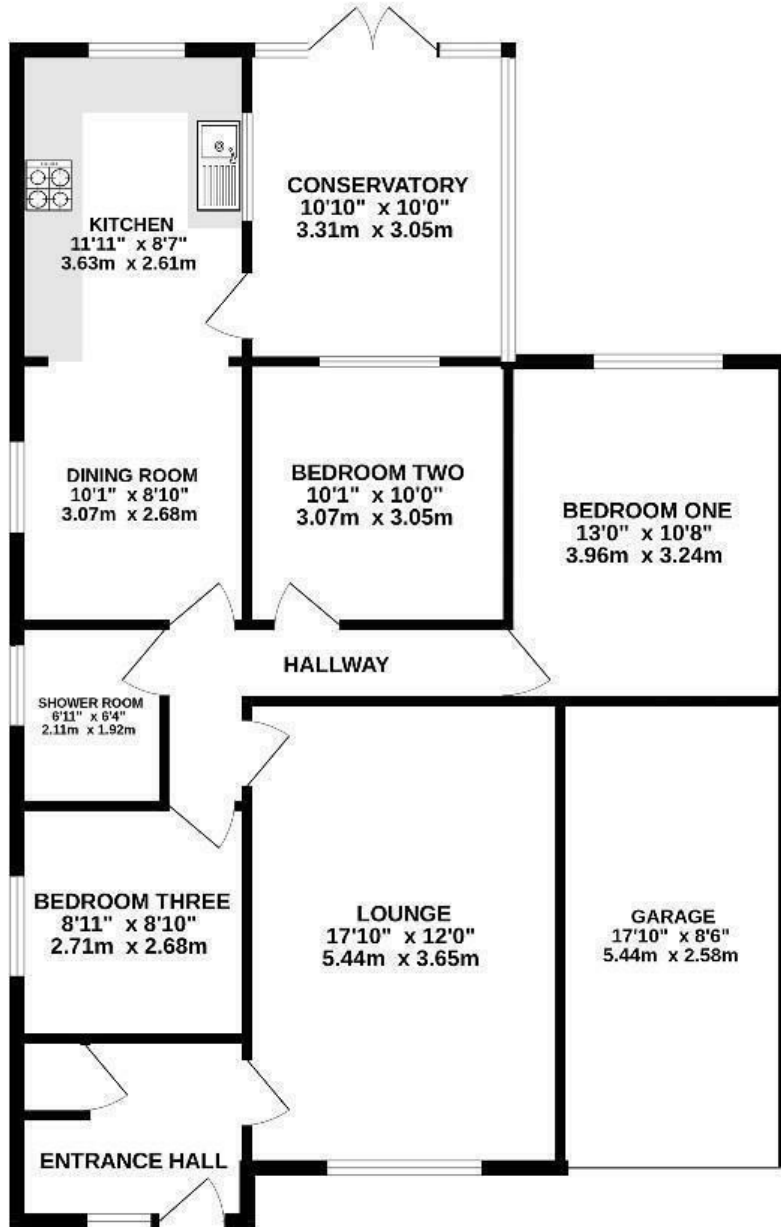 CONSERVATORY
10'10" x 10'0"
3.31m x 3.05m
KITCHEN
11'11" x 8'7"
3.63m x 2.61m
DINING ROOM
10'1" x 8'10"
3.07m x 2.68m
BEDROOM TWO
10'1" x 10'0"
3.07m x 3.05m
BEDROOM ONE
13'0" x 10'8"
3.96m x 3.24m
HALLWAY
SHOWER ROOM
6'11" x 6'4"
2.11m x 1.92m
BEDROOM THREE
8'11" x 8'10"
2.71m x 2.68m
LOUNGE
17'10" x 12'0"
5.44m x 3.65m
GARAGE
17'10" x 8'6"
5.44m x 2.58m
ENTRANCE HALL